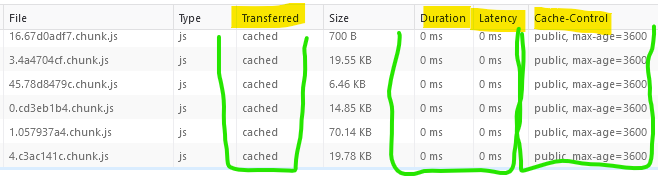 File Type Transferred Size Duration Latency Cache-Control
16.67d0adf7.chunk.js js cached 700 B 0 ms 0 ms public, max-age=3600
3.4a4704cf.chunk.js js cached 19.55 KB 0 ms 0 ms public, max-age=3600
45.78d8479c.chunk.js js cached 6.46 KB 0 ms 0 ms public, max-age=3600
0.cd3eb1b4.chunk.js js cached 14.85 KB 0 ms 0 ms public, max-age=3600
1.057937a4.chunk.js js cached 70.14 KB 0 ms 0 ms public, max-age=3600
4.c3ac141c.chunk.js js cached 19.78 KB 0 ms 0 ms public, max-age=3600